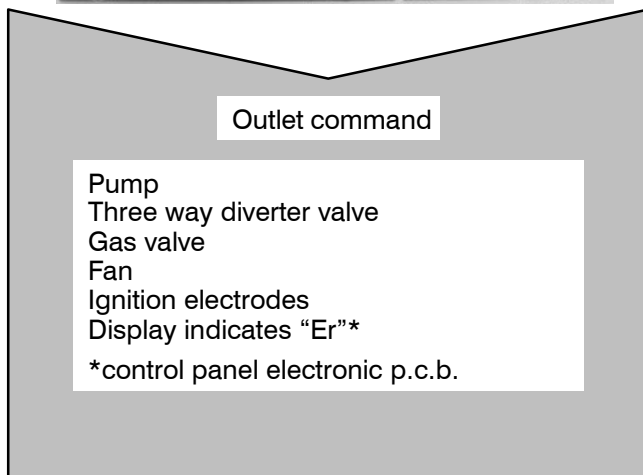 Outlet command
Pump
Three way diverter valve
Gas valve
Fan
Ignition electrodes
Display indicates “Er”*
*control panel electronic p.c.b.